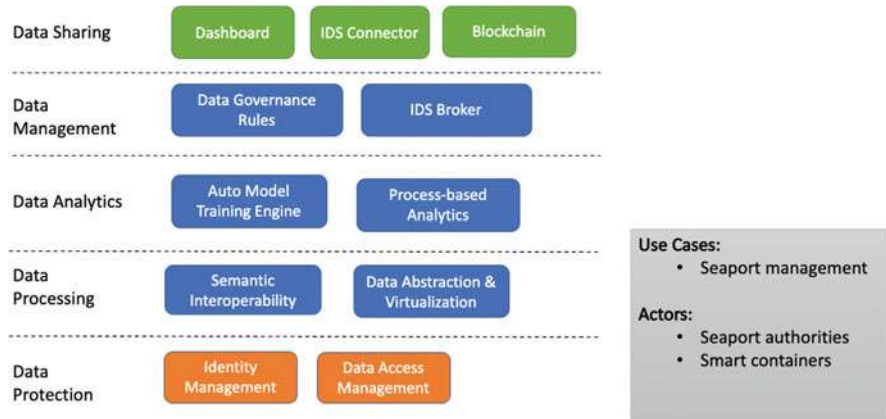 Data Sharing
Dashboard
IDS Connector
Blockchain
Data
Management
Data Governance
Rules
IDS Broker
Data Analytics
Auto Model
Training Engine
Process-based
Analytics
Data
Processing
Semantic
Interoperability
Data Abstraction &
Virtualization
Data
Protection
Identity
Management
Data Access
Management
Use Cases:
• Seaport management
Actors:
• Seaport authorities
• Smart containers